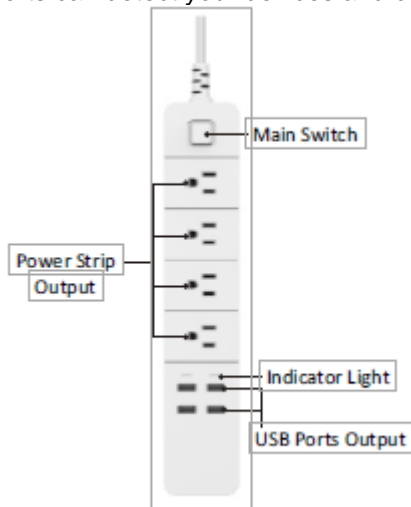 Main Switch
Power Strip
Output
Indicator Light
USB Ports Output